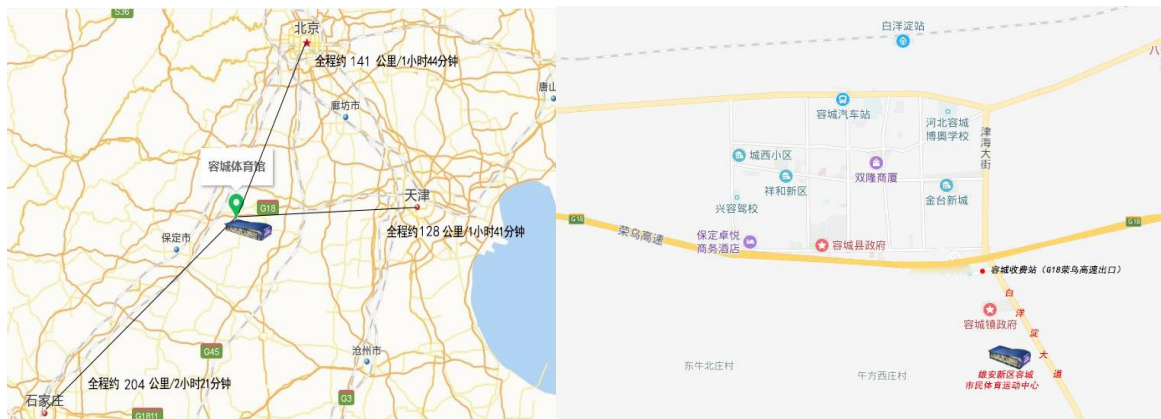 S36
北京
全程约 141 公里/1小时44分钟
唐山
廊坊市
容城体育馆
天津
G18
全程约128 公里/1小时41分钟
保定市
G45
沧州市
全程约 204 公里/2小时21分钟
G3
石家庄
G1811
白洋淀站
八
容城汽车站
河北容城
博奥学校
津海大街
城西小区
双隆商厦
祥和新区
金台新城
兴容驾校
G18
G18
荣乌高速
保定卓悦
商务酒店
容城县政府
容城收费站（G18荣乌高速出口）
白洋淀大道
容城镇政府
东牛北庄村
午方西庄村
雄安新区容城
市民体育运动中心